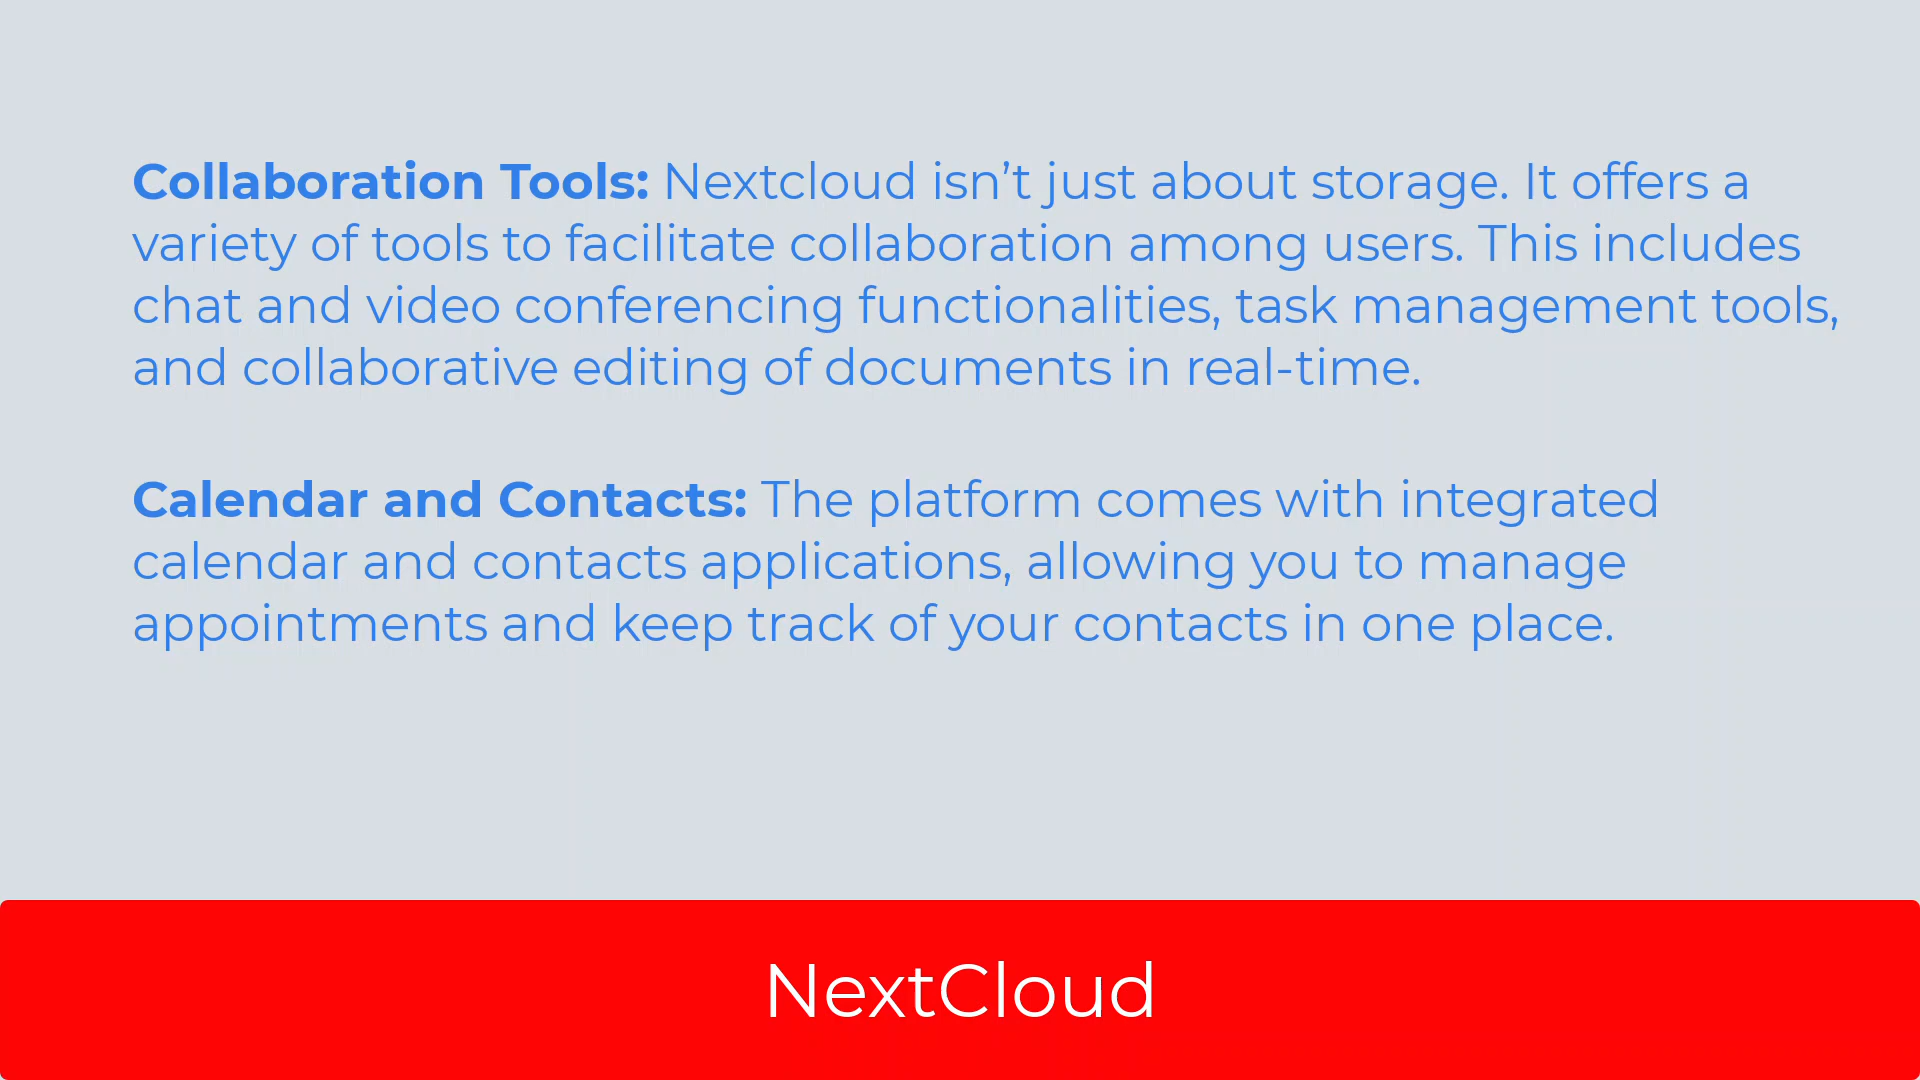 Collaboration Tools: Nextcloud isn’t just about storage. It offers a
variety of tools to facilitate collaboration among users. This includes
chat and video conferencing functionalities, task management tools,
and collaborative editing of documents in real-time.
Calendar and Contacts: The platform comes with integrated
calendar and contacts applications, allowing you to manage
appointments and keep track of your contacts in one place.
NextCloud